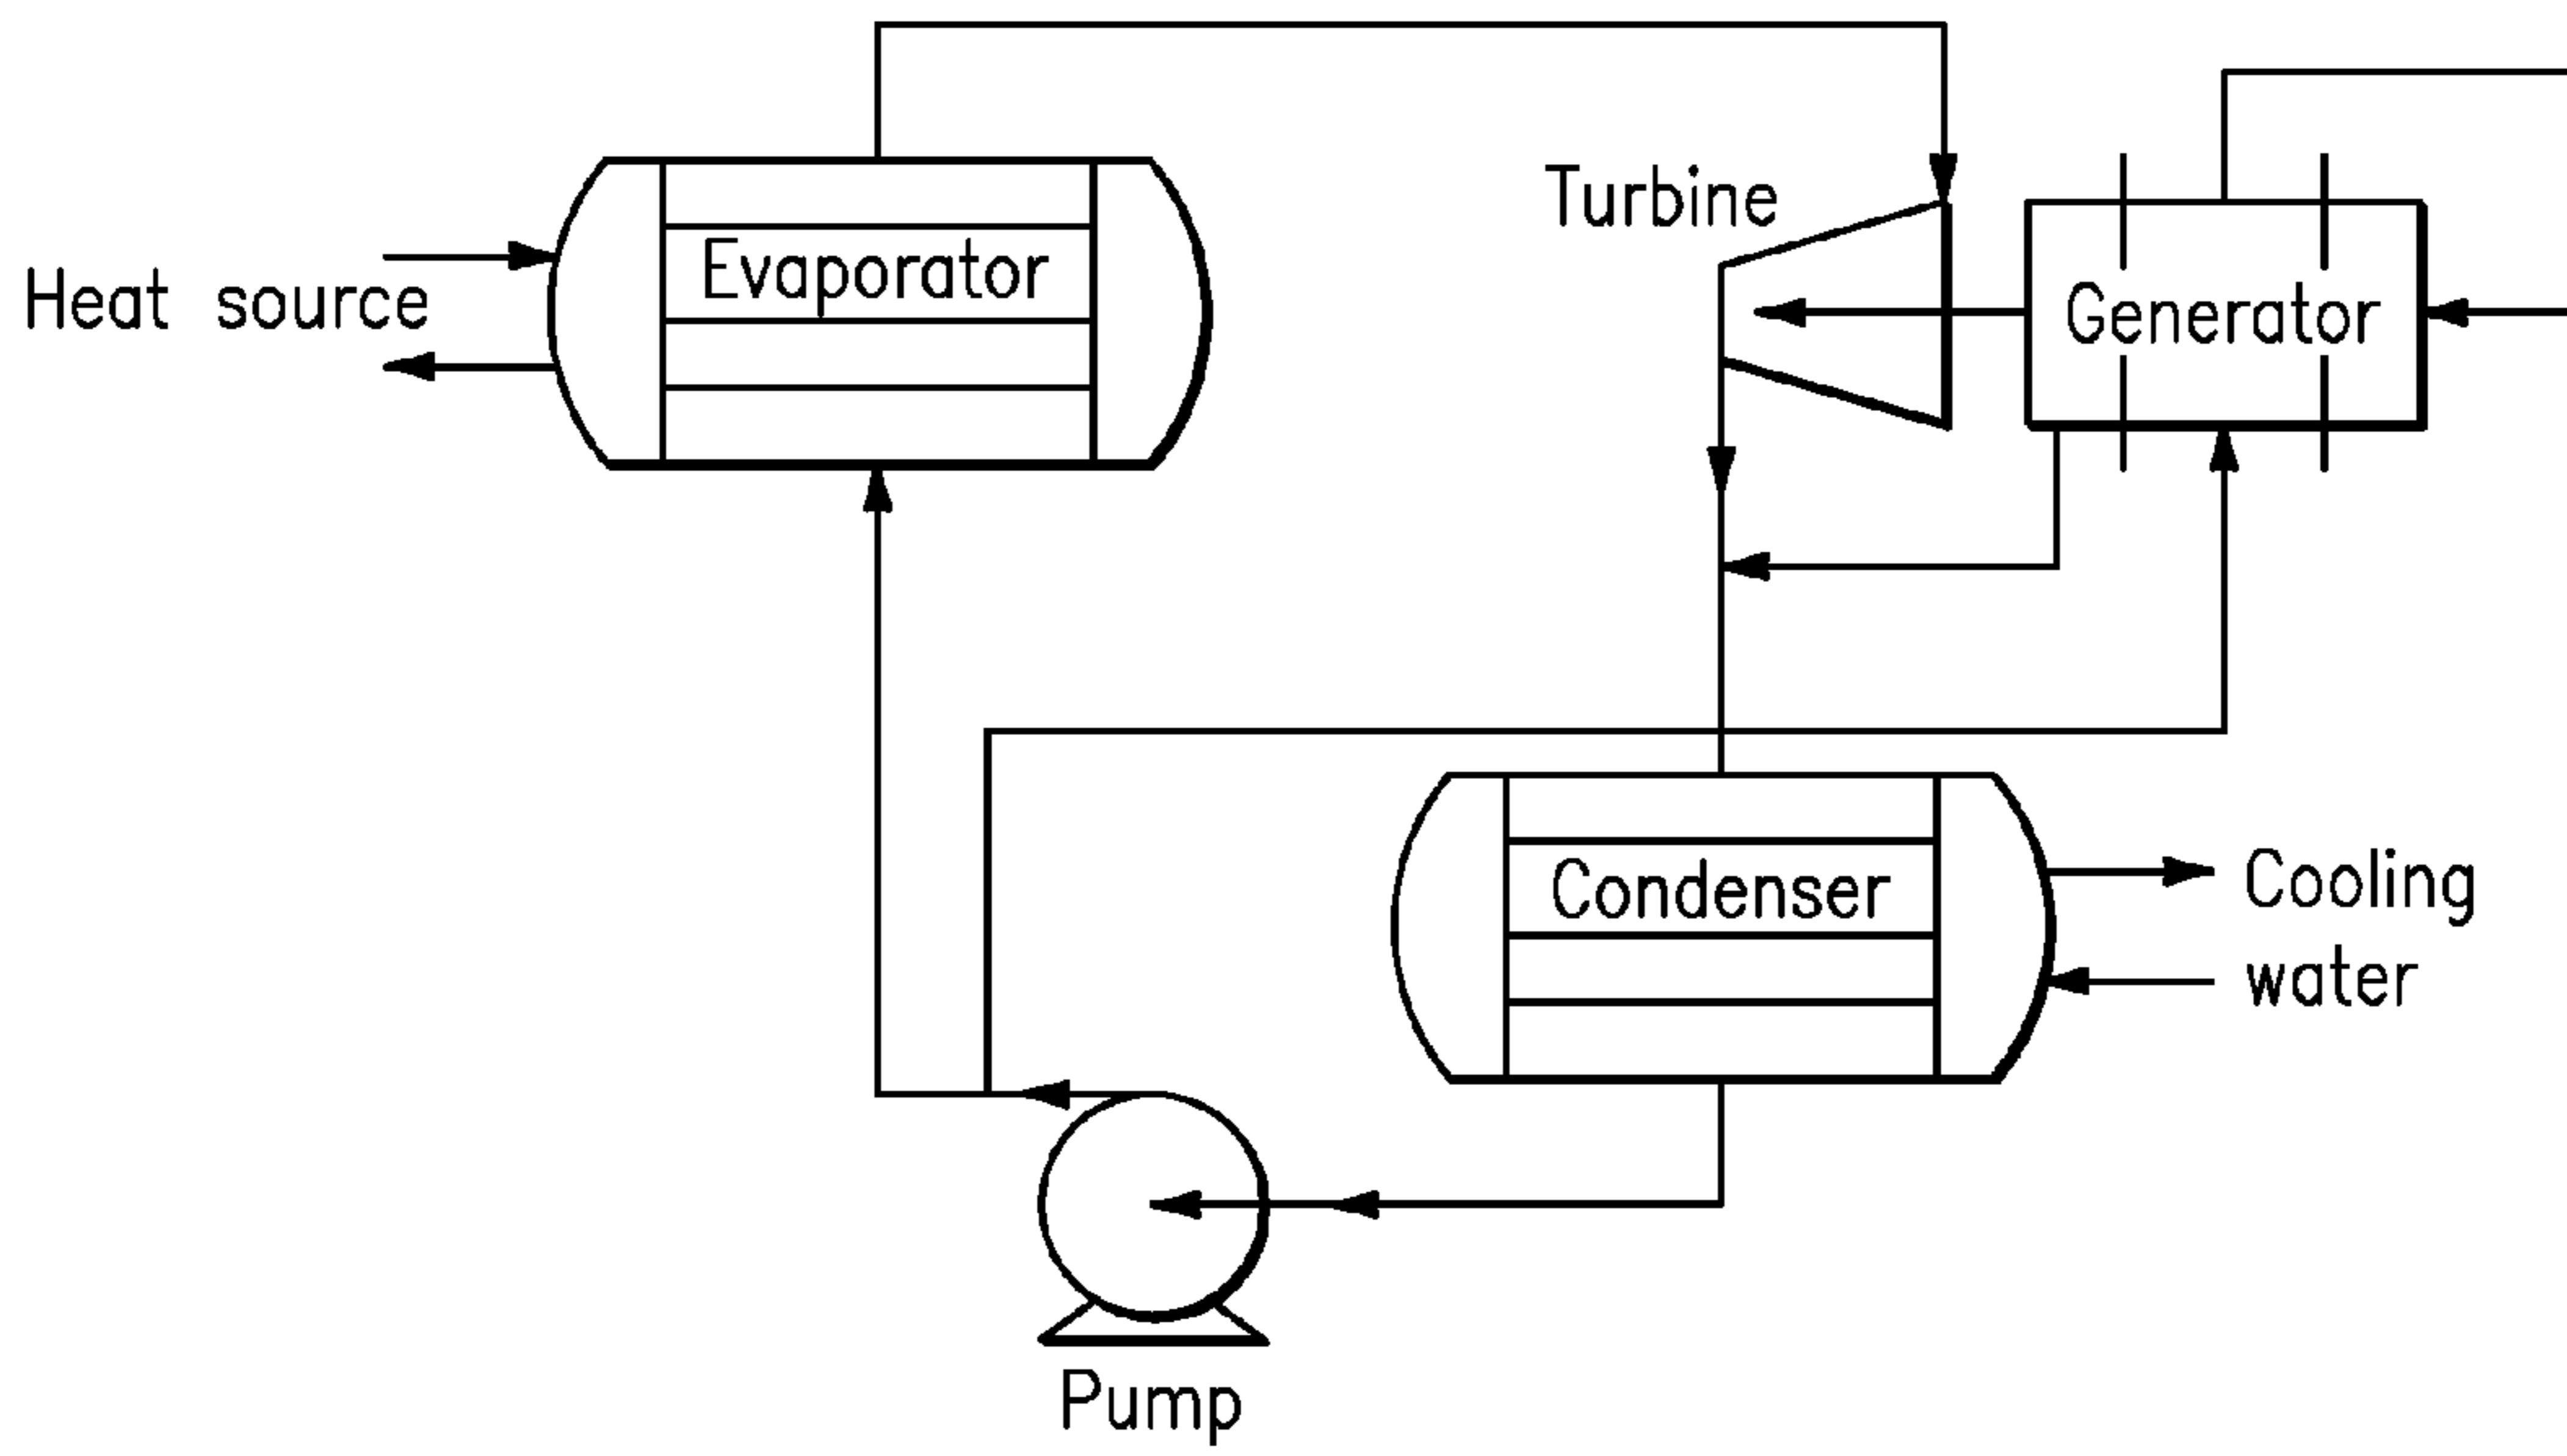 Turbine
Evaporator
Heat source
Generator
Condenser
Cooling
water
Pump